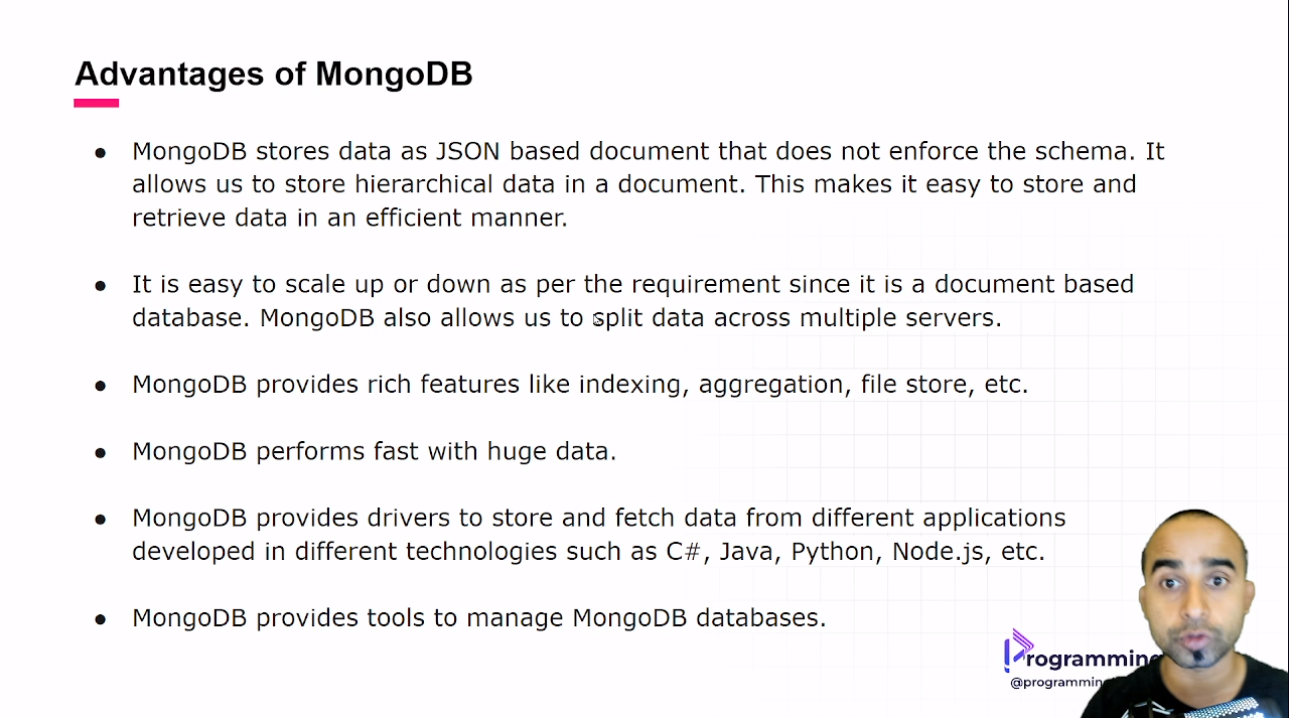 Advantages of MongoDB
● MongoDB stores data as JSON based document that does not enforce the schema. It
allows us to store hierarchical data in a document. This makes it easy to store and
retrieve data in an efficient manner.
● It is easy to scale up or down as per the requirement since it is a document based
database. MongoDB also allows us to split data across multiple servers.
● MongoDB provides rich features like indexing, aggregation, file store, etc.
● MongoDB performs fast with huge data.
● MongoDB provides drivers to store and fetch data from different applications
developed in different technologies such as C#, Java, Python, Node.js, etc.
● MongoDB provides tools to manage MongoDB databases.
Programming